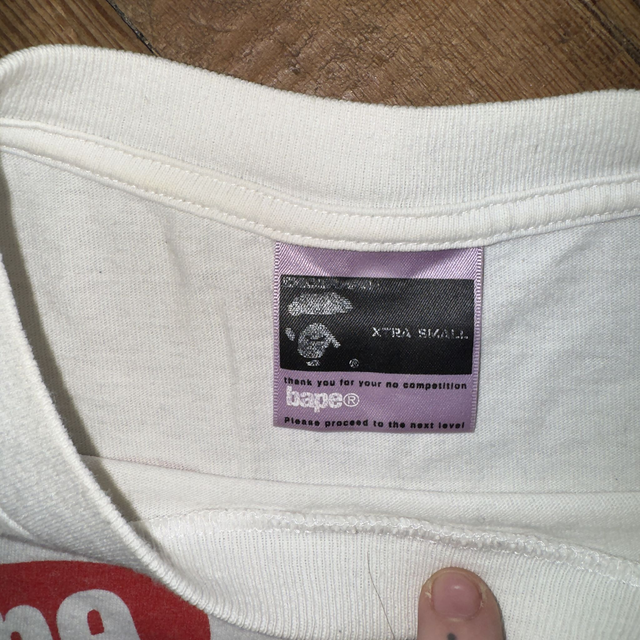 XTRA SMALL
®
thank you for your no competition
bape®
Please proceed to the next level